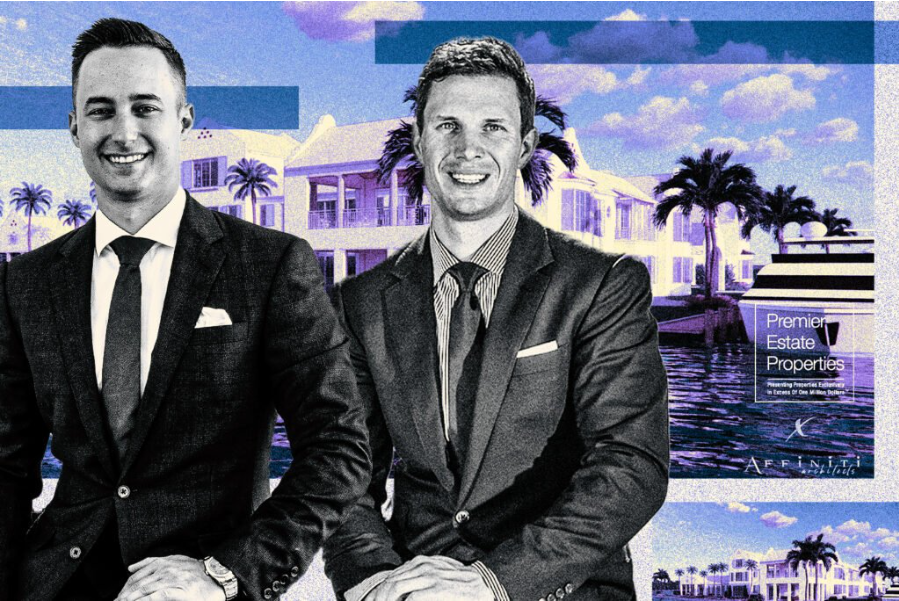 Premier
Estate
Properties
Presenting Properties Exclusively
In Excess Of One Million Dollars
AFFINITI
architects